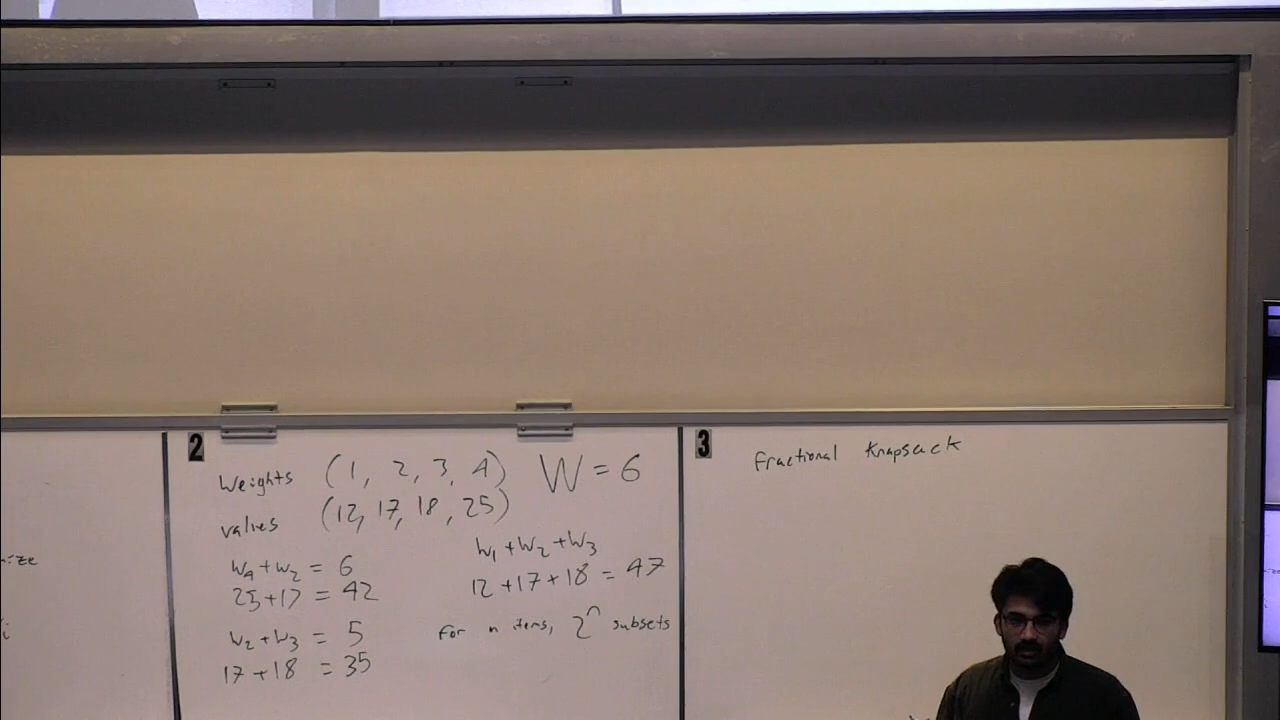 2
Weights (1, 2, 3, 4) W = 6
values (12, 17, 18, 25)
W4 + W2 = 6
25 + 17 = 42
W2 + W3 = 5
17 + 18 = 35
W1 + W2 + W3
12 + 17 + 18 = 47
For n items, 2^n subsets
3
Fractional Knapsack